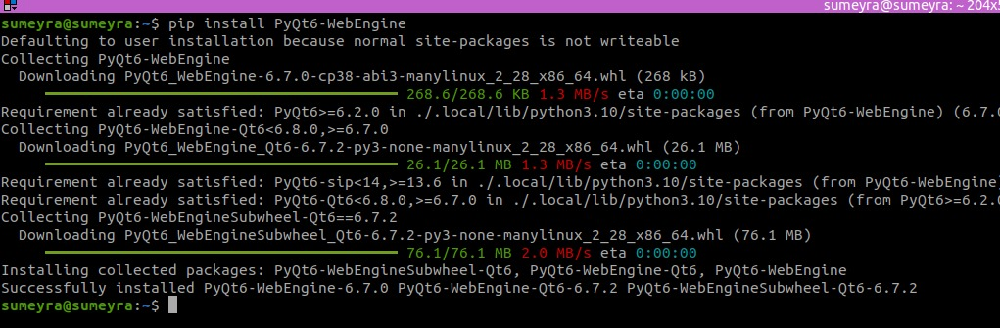 sumeyra@sumeyra: ~ 204x5
sumeyra@sumeyra:~$ pip install PyQt6-WebEngine
Defaulting to user installation because normal site-packages is not writeable
Collecting PyQt6-WebEngine
  Downloading PyQt6_WebEngine-6.7.0-cp38-abi3-manylinux_2_28_x86_64.whl (268 kB)
268.6/268.6 KB 1.3 MB/s eta 0:00:00
Requirement already satisfied: PyQt6>=6.2.0 in ./.local/lib/python3.10/site-packages (from PyQt6-WebEngine) (6.7.0
Collecting PyQt6-WebEngine-Qt6<6.8.0,>=6.7.0
  Downloading PyQt6_WebEngine_Qt6-6.7.2-py3-none-manylinux_2_28_x86_64.whl (26.1 MB)
26.1/26.1 MB 1.3 MB/s eta 0:00:00
Requirement already satisfied: PyQt6-sip<14,>=13.6 in ./.local/lib/python3.10/site-packages (from PyQt6-WebEngine
Requirement already satisfied: PyQt6-Qt6<6.8.0,>=6.7.0 in ./.local/lib/python3.10/site-packages (from PyQt6>=6.2.0
Collecting PyQt6-WebEngineSubwheel-Qt6==6.7.2
  Downloading PyQt6_WebEngineSubwheel_Qt6-6.7.2-py3-none-manylinux_2_28_x86_64.whl (76.1 MB)
76.1/76.1 MB 2.0 MB/s eta 0:00:00
Installing collected packages: PyQt6-WebEngineSubwheel-Qt6, PyQt6-WebEngine-Qt6, PyQt6-WebEngine
Successfully installed PyQt6-WebEngine-6.7.0 PyQt6-WebEngine-Qt6-6.7.2 PyQt6-WebEngineSubwheel-Qt6-6.7.2
sumeyra@sumeyra:~$